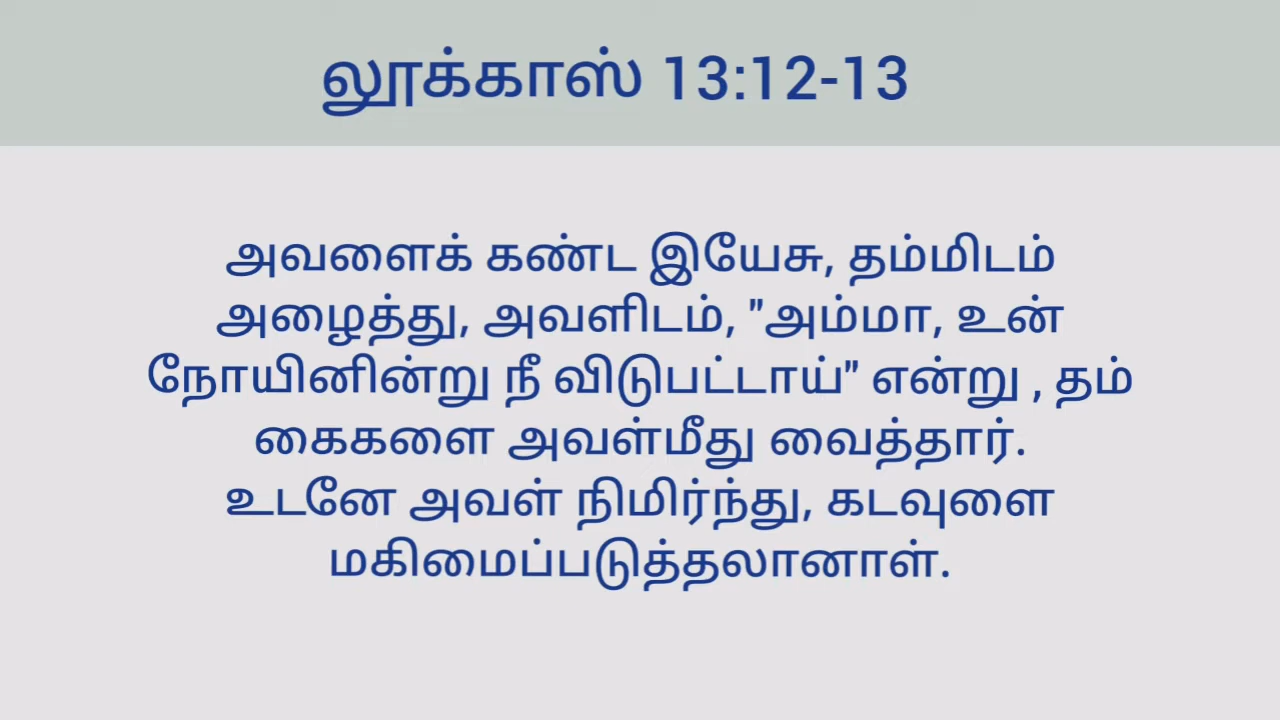 லூக்காஸ் 13:12-13
அவளைக் கண்ட இயேசு, தம்மிடம்
அழைத்து, அவளிடம், "அம்மா, உன்
நோயினின்று நீ விடுபட்டாய்" என்று , தம்
கைகளை அவள்மீது வைத்தார்.
உடனே அவள் நிமிர்ந்து, கடவுளை
மகிமைப்படுத்தலானாள்.